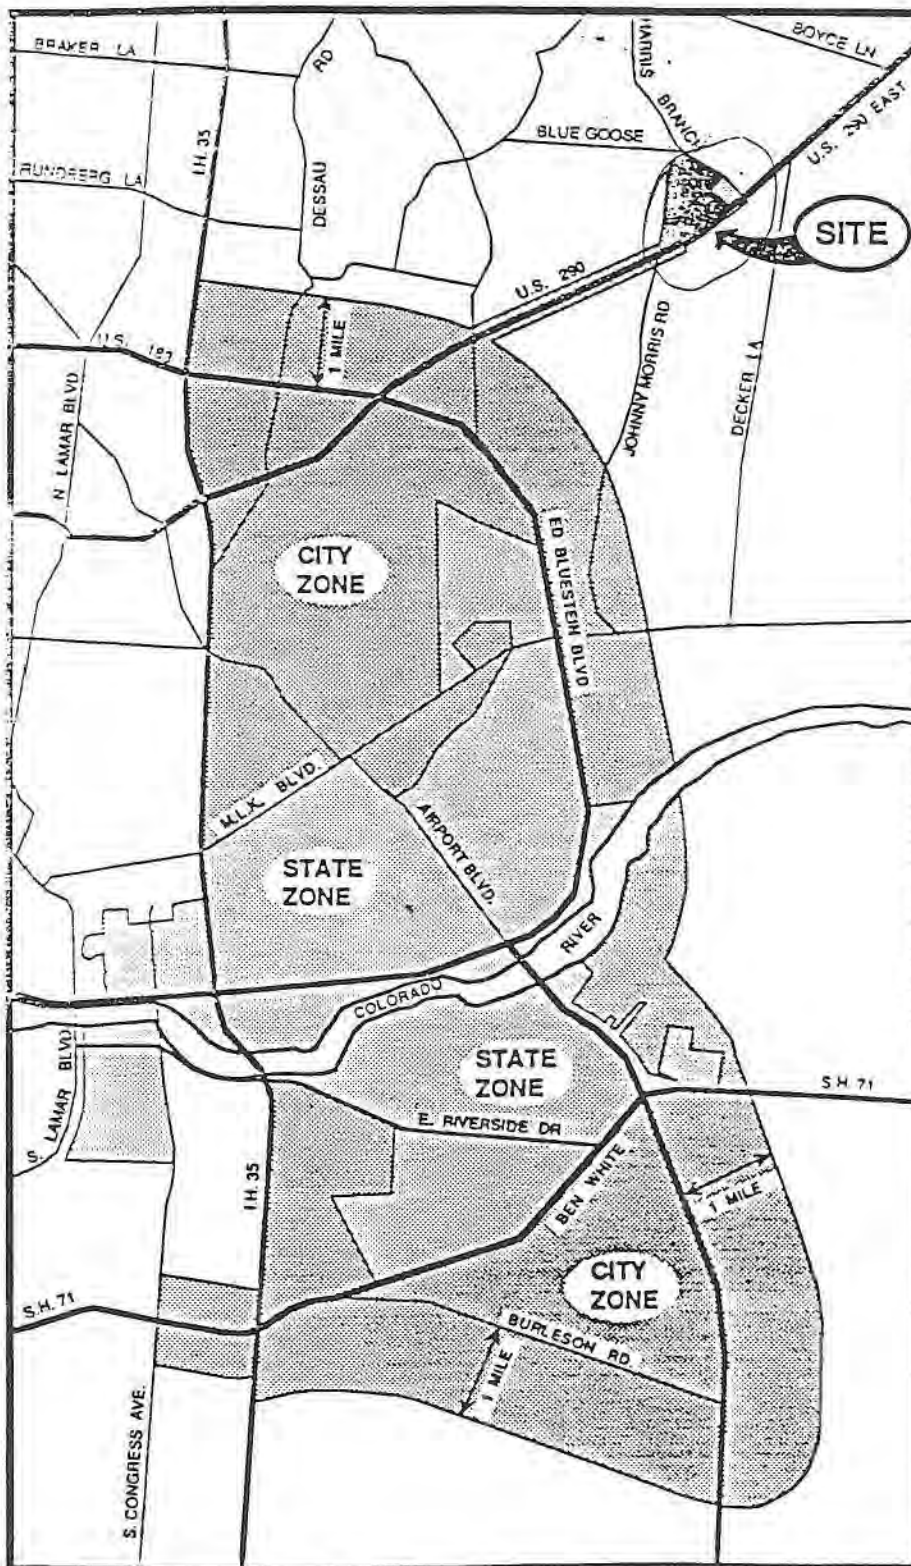 BRAKER LA
RD
HARRIS
BRANCH
BOYCE LN
I.H. 35
BLUE GOOSE
U.S. 290 EAST
RUNDBERG LA
DESSAU
SITE
U.S. 290
U.S. 183
1 MILE
JOHNNY MORRIS RD
DECKER LA
N LAMAR BLVD.
CITY
ZONE
ED BLUESTEIN BLVD
M.L.K. BLVD.
AIRPORT BLVD.
STATE
ZONE
RIVER
COLORADO
S. LAMAR BLVD
STATE
ZONE
S.H. 71
E. RIVERSIDE DR
I.H. 35
BEN WHITE
1 MILE
CITY
ZONE
S.H. 71
BURLESON RD.
1 MILE
S. CONGRESS AVE.